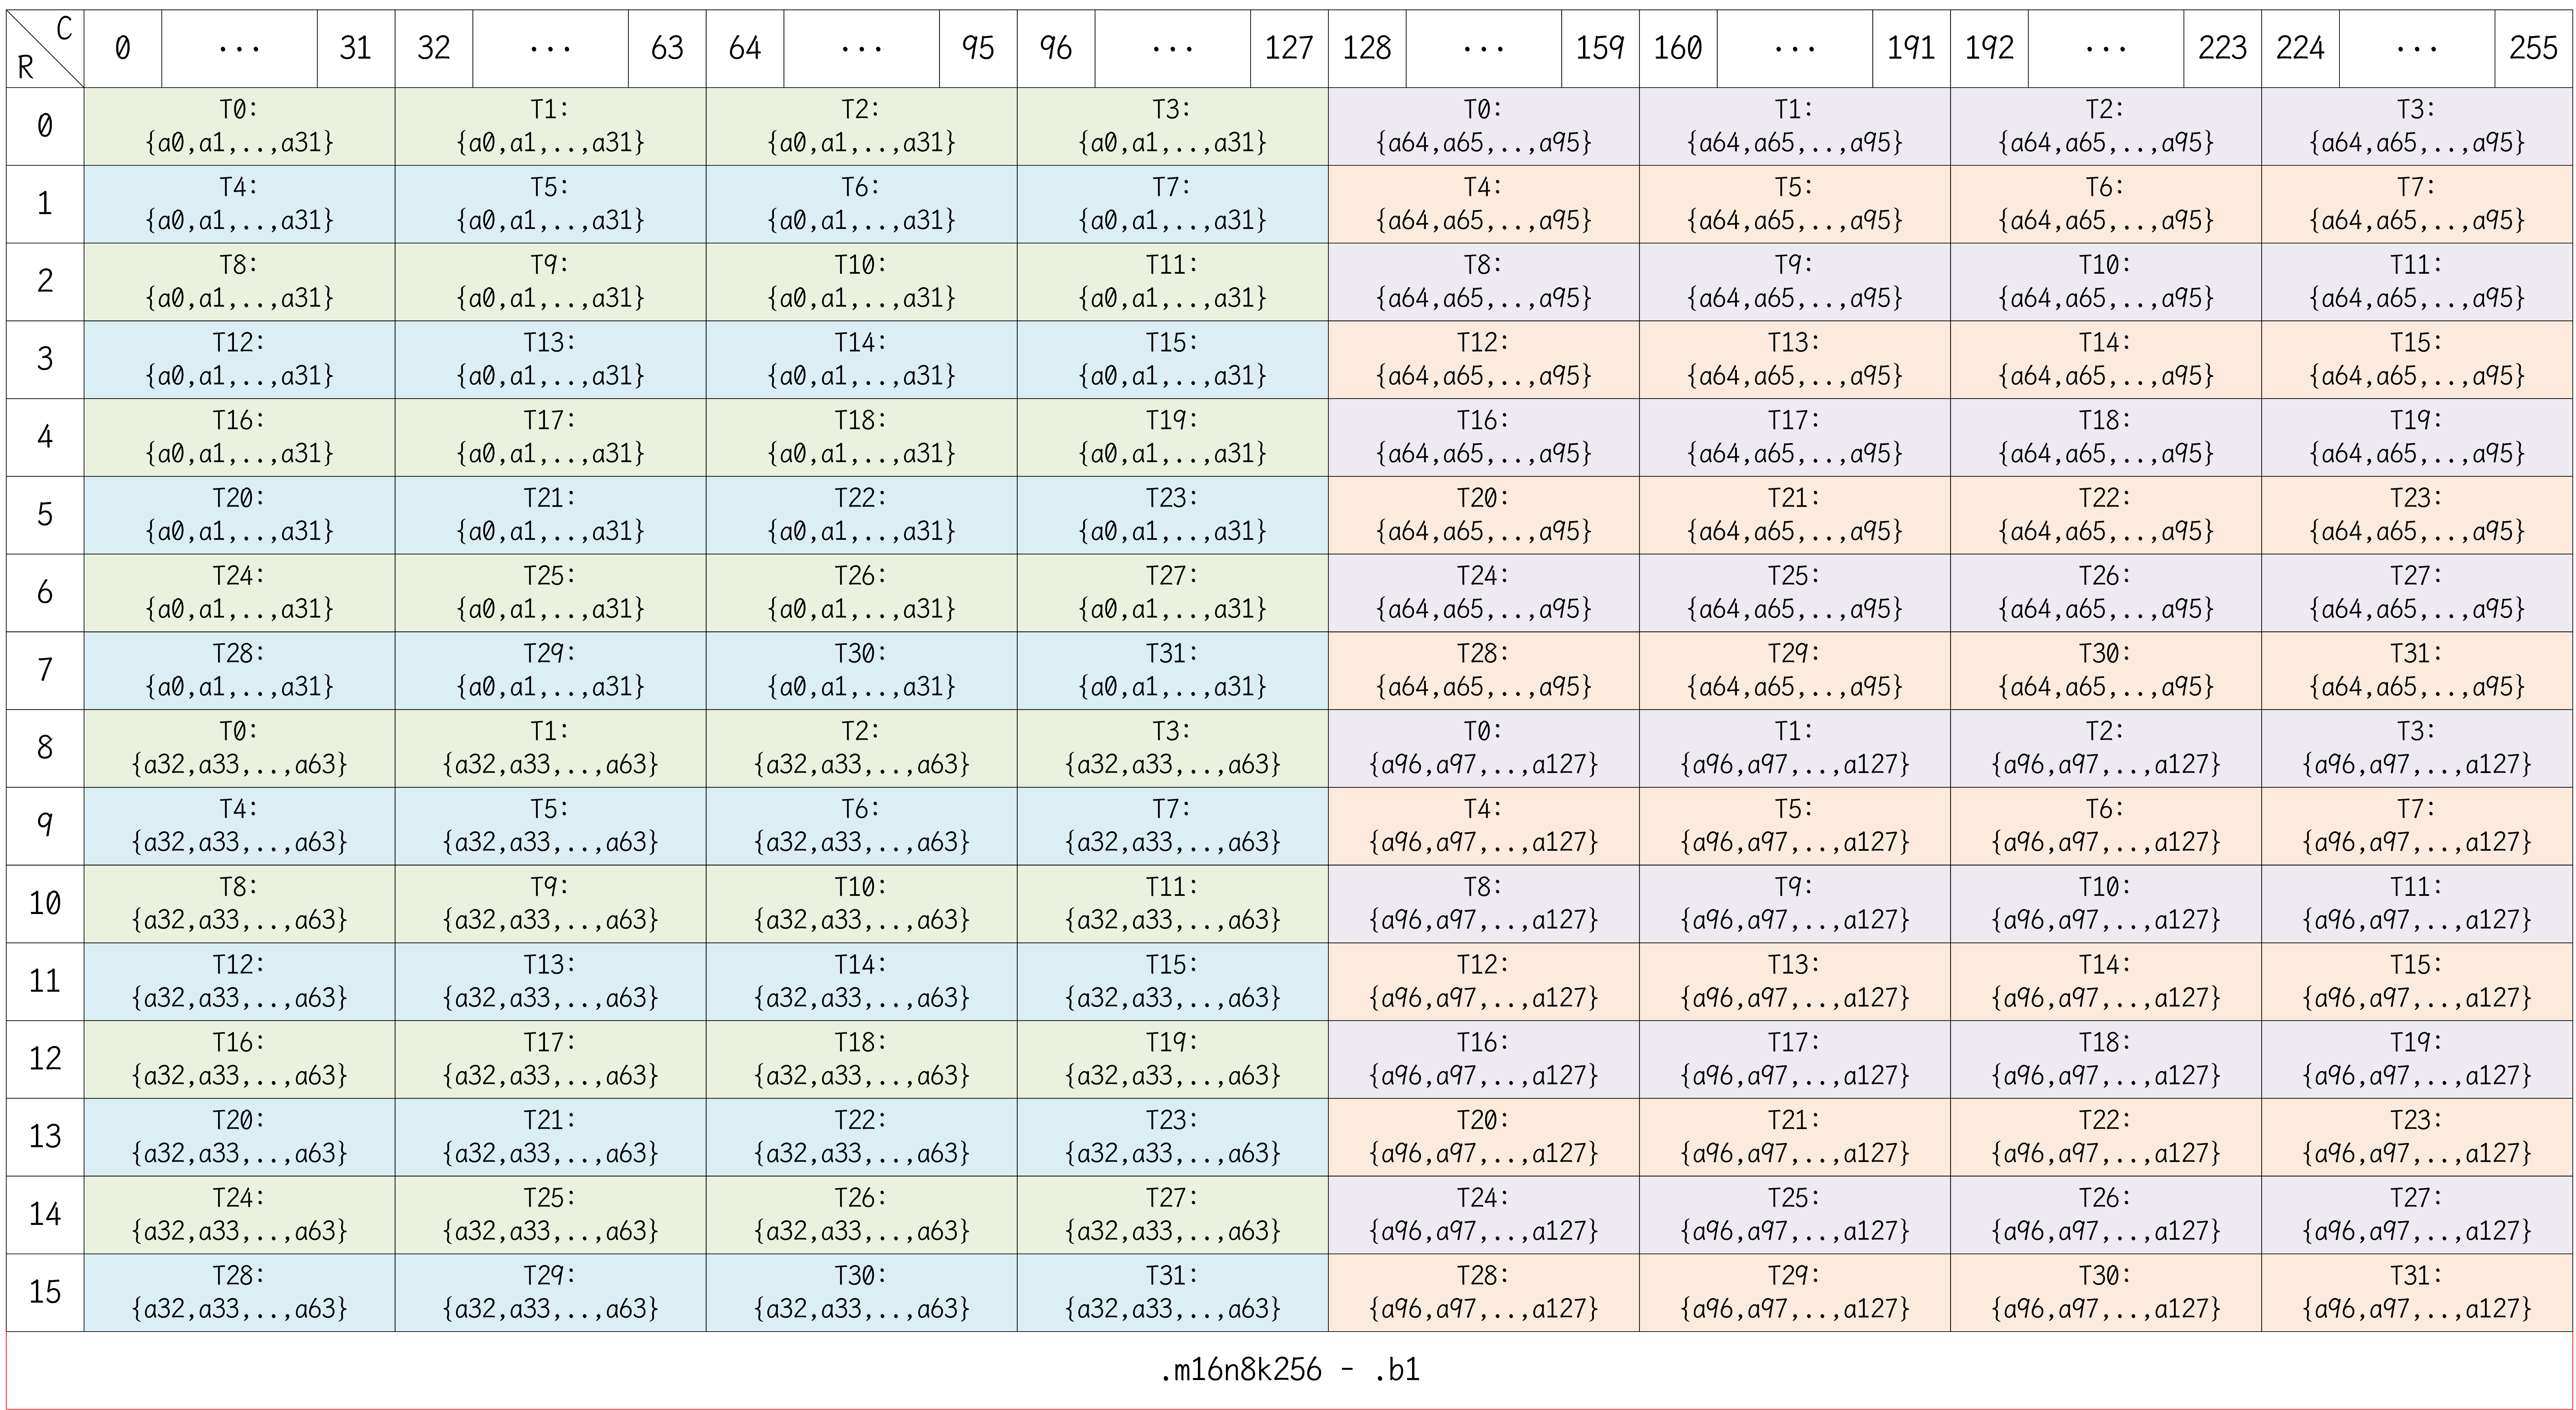 C
R
0 ... 31 32 ... 63 64 ... 95 96 ... 127 128 ... 159 160 ... 191 192 ... 223 224 ... 255
T0: T1: T2: T3: T0: T1: T2: T3:
0 {a0,a1,..,a31} {a0,a1,..,a31} {a0,a1,..,a31} {a0,a1,..,a31} {a64,a65,..,a95} {a64,a65,..,a95} {a64,a65,..,a95} {a64,a65,..,a95}
T4: T5: T6: T7: T4: T5: T6: T7:
1 {a0,a1,..,a31} {a0,a1,..,a31} {a0,a1,..,a31} {a0,a1,..,a31} {a64,a65,..,a95} {a64,a65,..,a95} {a64,a65,..,a95} {a64,a65,..,a95}
T8: T9: T10: T11: T8: T9: T10: T11:
2 {a0,a1,..,a31} {a0,a1,..,a31} {a0,a1,..,a31} {a0,a1,..,a31} {a64,a65,..,a95} {a64,a65,..,a95} {a64,a65,..,a95} {a64,a65,..,a95}
T12: T13: T14: T15: T12: T13: T14: T15:
3 {a0,a1,..,a31} {a0,a1,..,a31} {a0,a1,..,a31} {a0,a1,..,a31} {a64,a65,..,a95} {a64,a65,..,a95} {a64,a65,..,a95} {a64,a65,..,a95}
T16: T17: T18: T19: T16: T17: T18: T19:
4 {a0,a1,..,a31} {a0,a1,..,a31} {a0,a1,..,a31} {a0,a1,..,a31} {a64,a65,..,a95} {a64,a65,..,a95} {a64,a65,..,a95} {a64,a65,..,a95}
T20: T21: T22: T23: T20: T21: T22: T23:
5 {a0,a1,..,a31} {a0,a1,..,a31} {a0,a1,..,a31} {a0,a1,..,a31} {a64,a65,..,a95} {a64,a65,..,a95} {a64,a65,..,a95} {a64,a65,..,a95}
T24: T25: T26: T27: T24: T25: T26: T27:
6 {a0,a1,..,a31} {a0,a1,..,a31} {a0,a1,..,a31} {a0,a1,..,a31} {a64,a65,..,a95} {a64,a65,..,a95} {a64,a65,..,a95} {a64,a65,..,a95}
T28: T29: T30: T31: T28: T29: T30: T31:
7 {a0,a1,..,a31} {a0,a1,..,a31} {a0,a1,..,a31} {a0,a1,..,a31} {a64,a65,..,a95} {a64,a65,..,a95} {a64,a65,..,a95} {a64,a65,..,a95}
T0: T1: T2: T3: T0: T1: T2: T3:
8 {a32,a33,..,a63} {a32,a33,..,a63} {a32,a33,..,a63} {a32,a33,..,a63} {a96,a97,..,a127} {a96,a97,..,a127} {a96,a97,..,a127} {a96,a97,..,a127}
T4: T5: T6: T7: T4: T5: T6: T7:
9 {a32,a33,..,a63} {a32,a33,..,a63} {a32,a33,..,a63} {a32,a33,..,a63} {a96,a97,..,a127} {a96,a97,..,a127} {a96,a97,..,a127} {a96,a97,..,a127}
T8: T9: T10: T11: T8: T9: T10: T11:
10 {a32,a33,..,a63} {a32,a33,..,a63} {a32,a33,..,a63} {a32,a33,..,a63} {a96,a97,..,a127} {a96,a97,..,a127} {a96,a97,..,a127} {a96,a97,..,a127}
T12: T13: T14: T15: T12: T13: T14: T15:
11 {a32,a33,..,a63} {a32,a33,..,a63} {a32,a33,..,a63} {a32,a33,..,a63} {a96,a97,..,a127} {a96,a97,..,a127} {a96,a97,..,a127} {a96,a97,..,a127}
T16: T17: T18: T19: T16: T17: T18: T19:
12 {a32,a33,..,a63} {a32,a33,..,a63} {a32,a33,..,a63} {a32,a33,..,a63} {a96,a97,..,a127} {a96,a97,..,a127} {a96,a97,..,a127} {a96,a97,..,a127}
T20: T21: T22: T23: T20: T21: T22: T23:
13 {a32,a33,..,a63} {a32,a33,..,a63} {a32,a33,..,a63} {a32,a33,..,a63} {a96,a97,..,a127} {a96,a97,..,a127} {a96,a97,..,a127} {a96,a97,..,a127}
T24: T25: T26: T27: T24: T25: T26: T27:
14 {a32,a33,..,a63} {a32,a33,..,a63} {a32,a33,..,a63} {a32,a33,..,a63} {a96,a97,..,a127} {a96,a97,..,a127} {a96,a97,..,a127} {a96,a97,..,a127}
T28: T29: T30: T31: T28: T29: T30: T31:
15 {a32,a33,..,a63} {a32,a33,..,a63} {a32,a33,..,a63} {a32,a33,..,a63} {a96,a97,..,a127} {a96,a97,..,a127} {a96,a97,..,a127} {a96,a97,..,a127}
.m16n8k256 - .b1